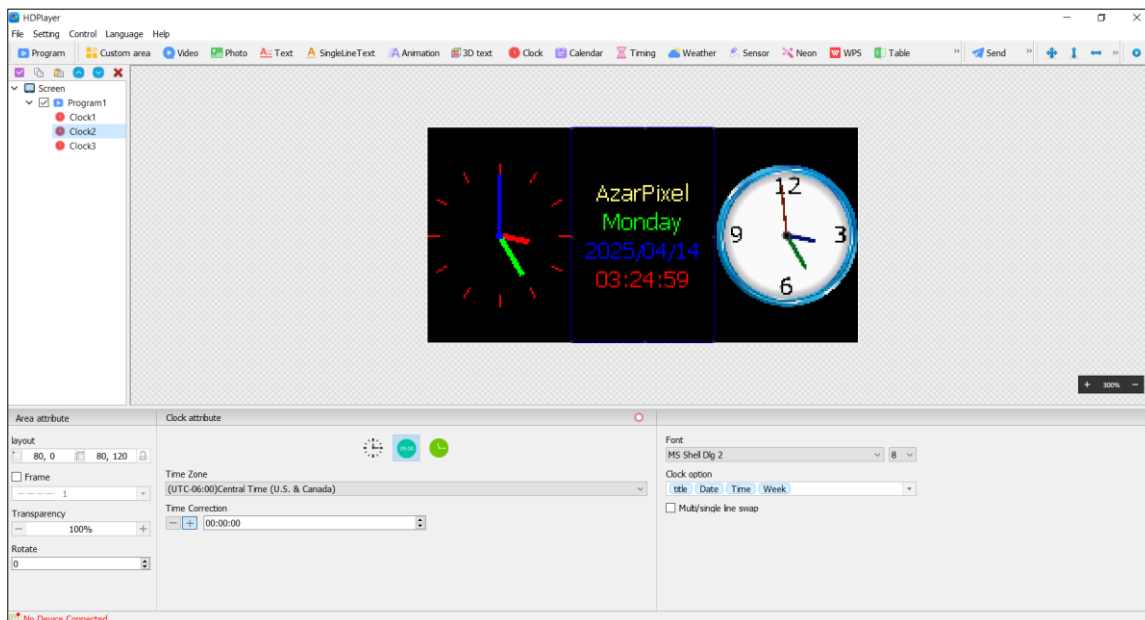 HDPlayer
File Setting Control Language Help
Program Custom area Video Photo Text SingleLineText Animation 3D text Clock Calendar Timing Weather Sensor Neon WPS Table Send
Screen
Program1
Clock1
Clock2
Clock3
AzarPixel
Monday
2025/04/14
03:24:59
12
9
3
6
+ 300% −
Area attribute
Clock attribute
layout
80, 0
80, 120
Frame
1
Transparency
− 100% +
Rotate
0
Time Zone
(UTC-06:00)Central Time (U.S. & Canada)
Time Correction
− + 00:00:00
Font
MS Shell Dlg 2
8
Clock option
title Date Time Week
Multi/single line swap
No Device Connected